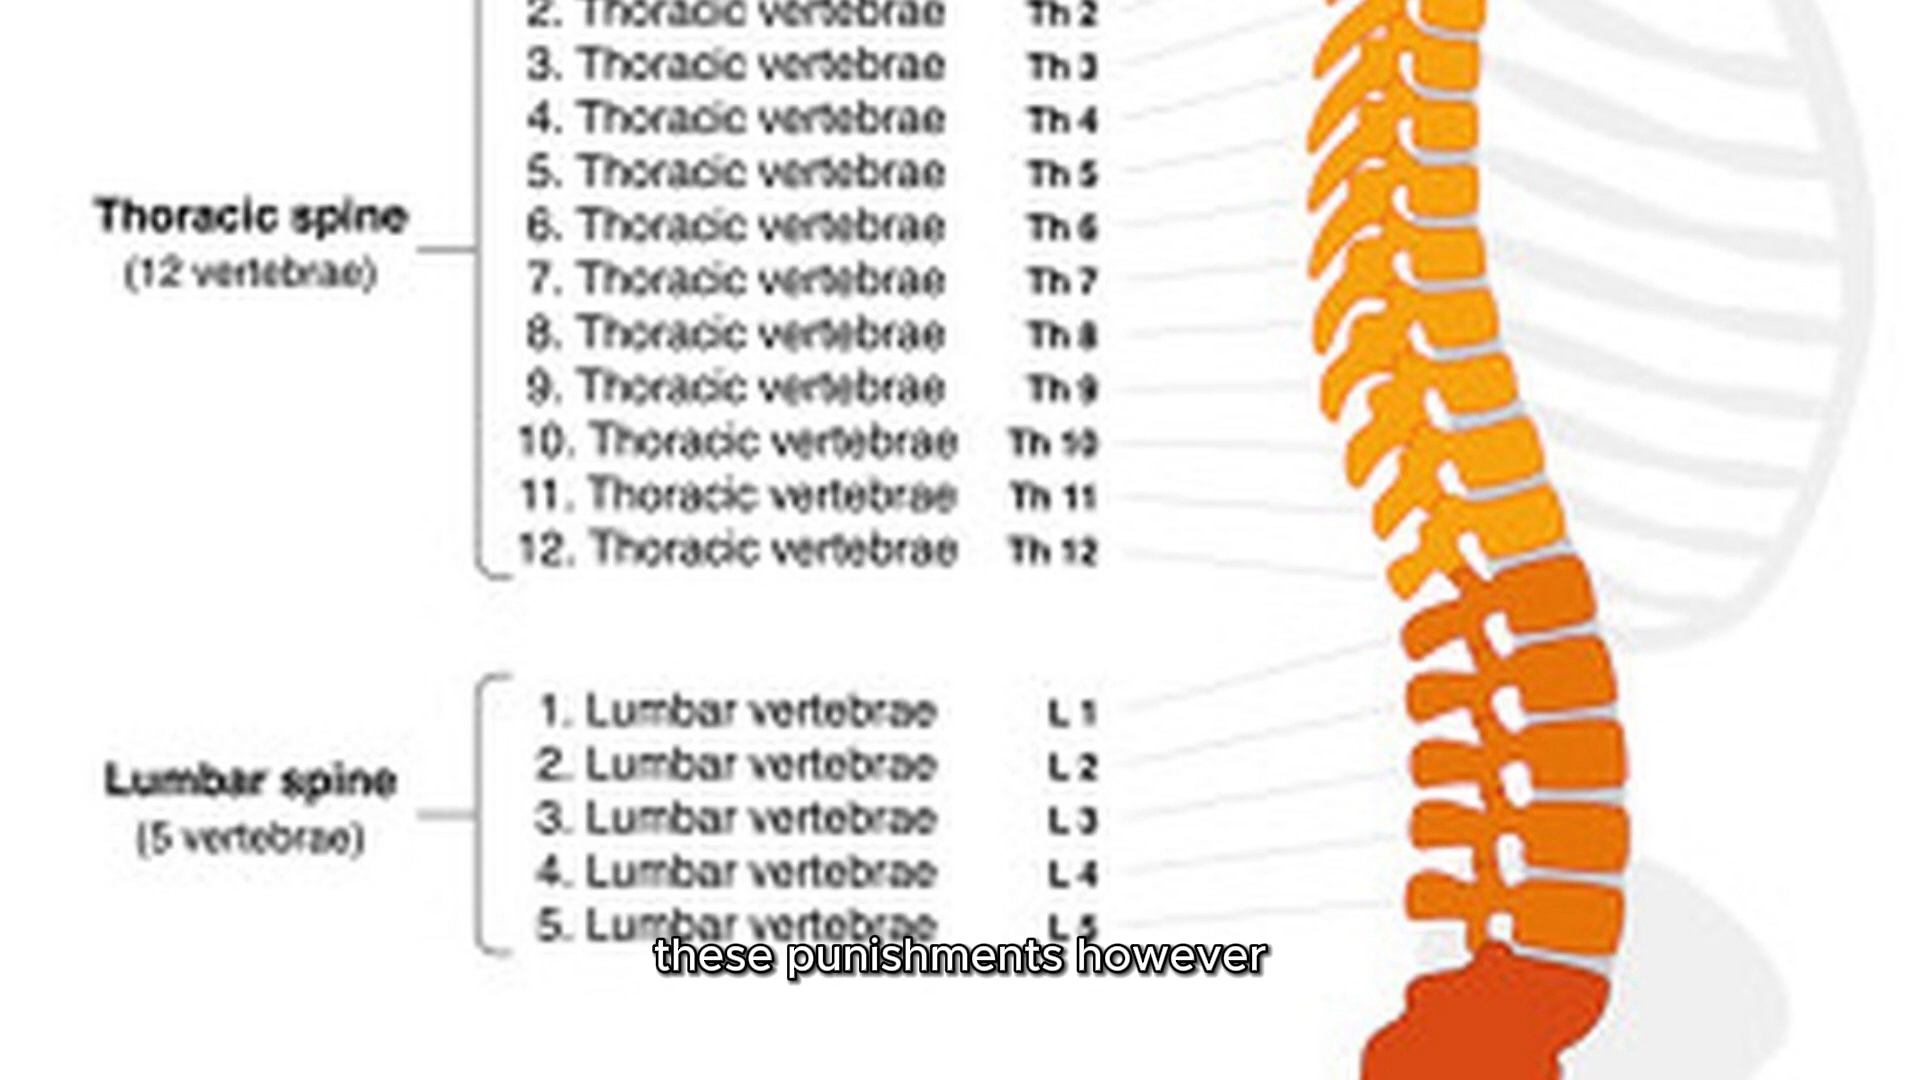 2. Thoracic vertebrae Th 2
3. Thoracic vertebrae Th 3
4. Thoracic vertebrae Th 4
5. Thoracic vertebrae Th 5
6. Thoracic vertebrae Th 6
7. Thoracic vertebrae Th 7
8. Thoracic vertebrae Th 8
9. Thoracic vertebrae Th 9
10. Thoracic vertebrae Th 10
11. Thoracic vertebrae Th 11
12. Thoracic vertebrae Th 12
Thoracic spine
(12 vertebrae)
1. Lumbar vertebrae L 1
2. Lumbar vertebrae L 2
3. Lumbar vertebrae L 3
4. Lumbar vertebrae L 4
5. Lumbar vertebrae L 5
Lumbar spine
(5 vertebrae)
these punishments however